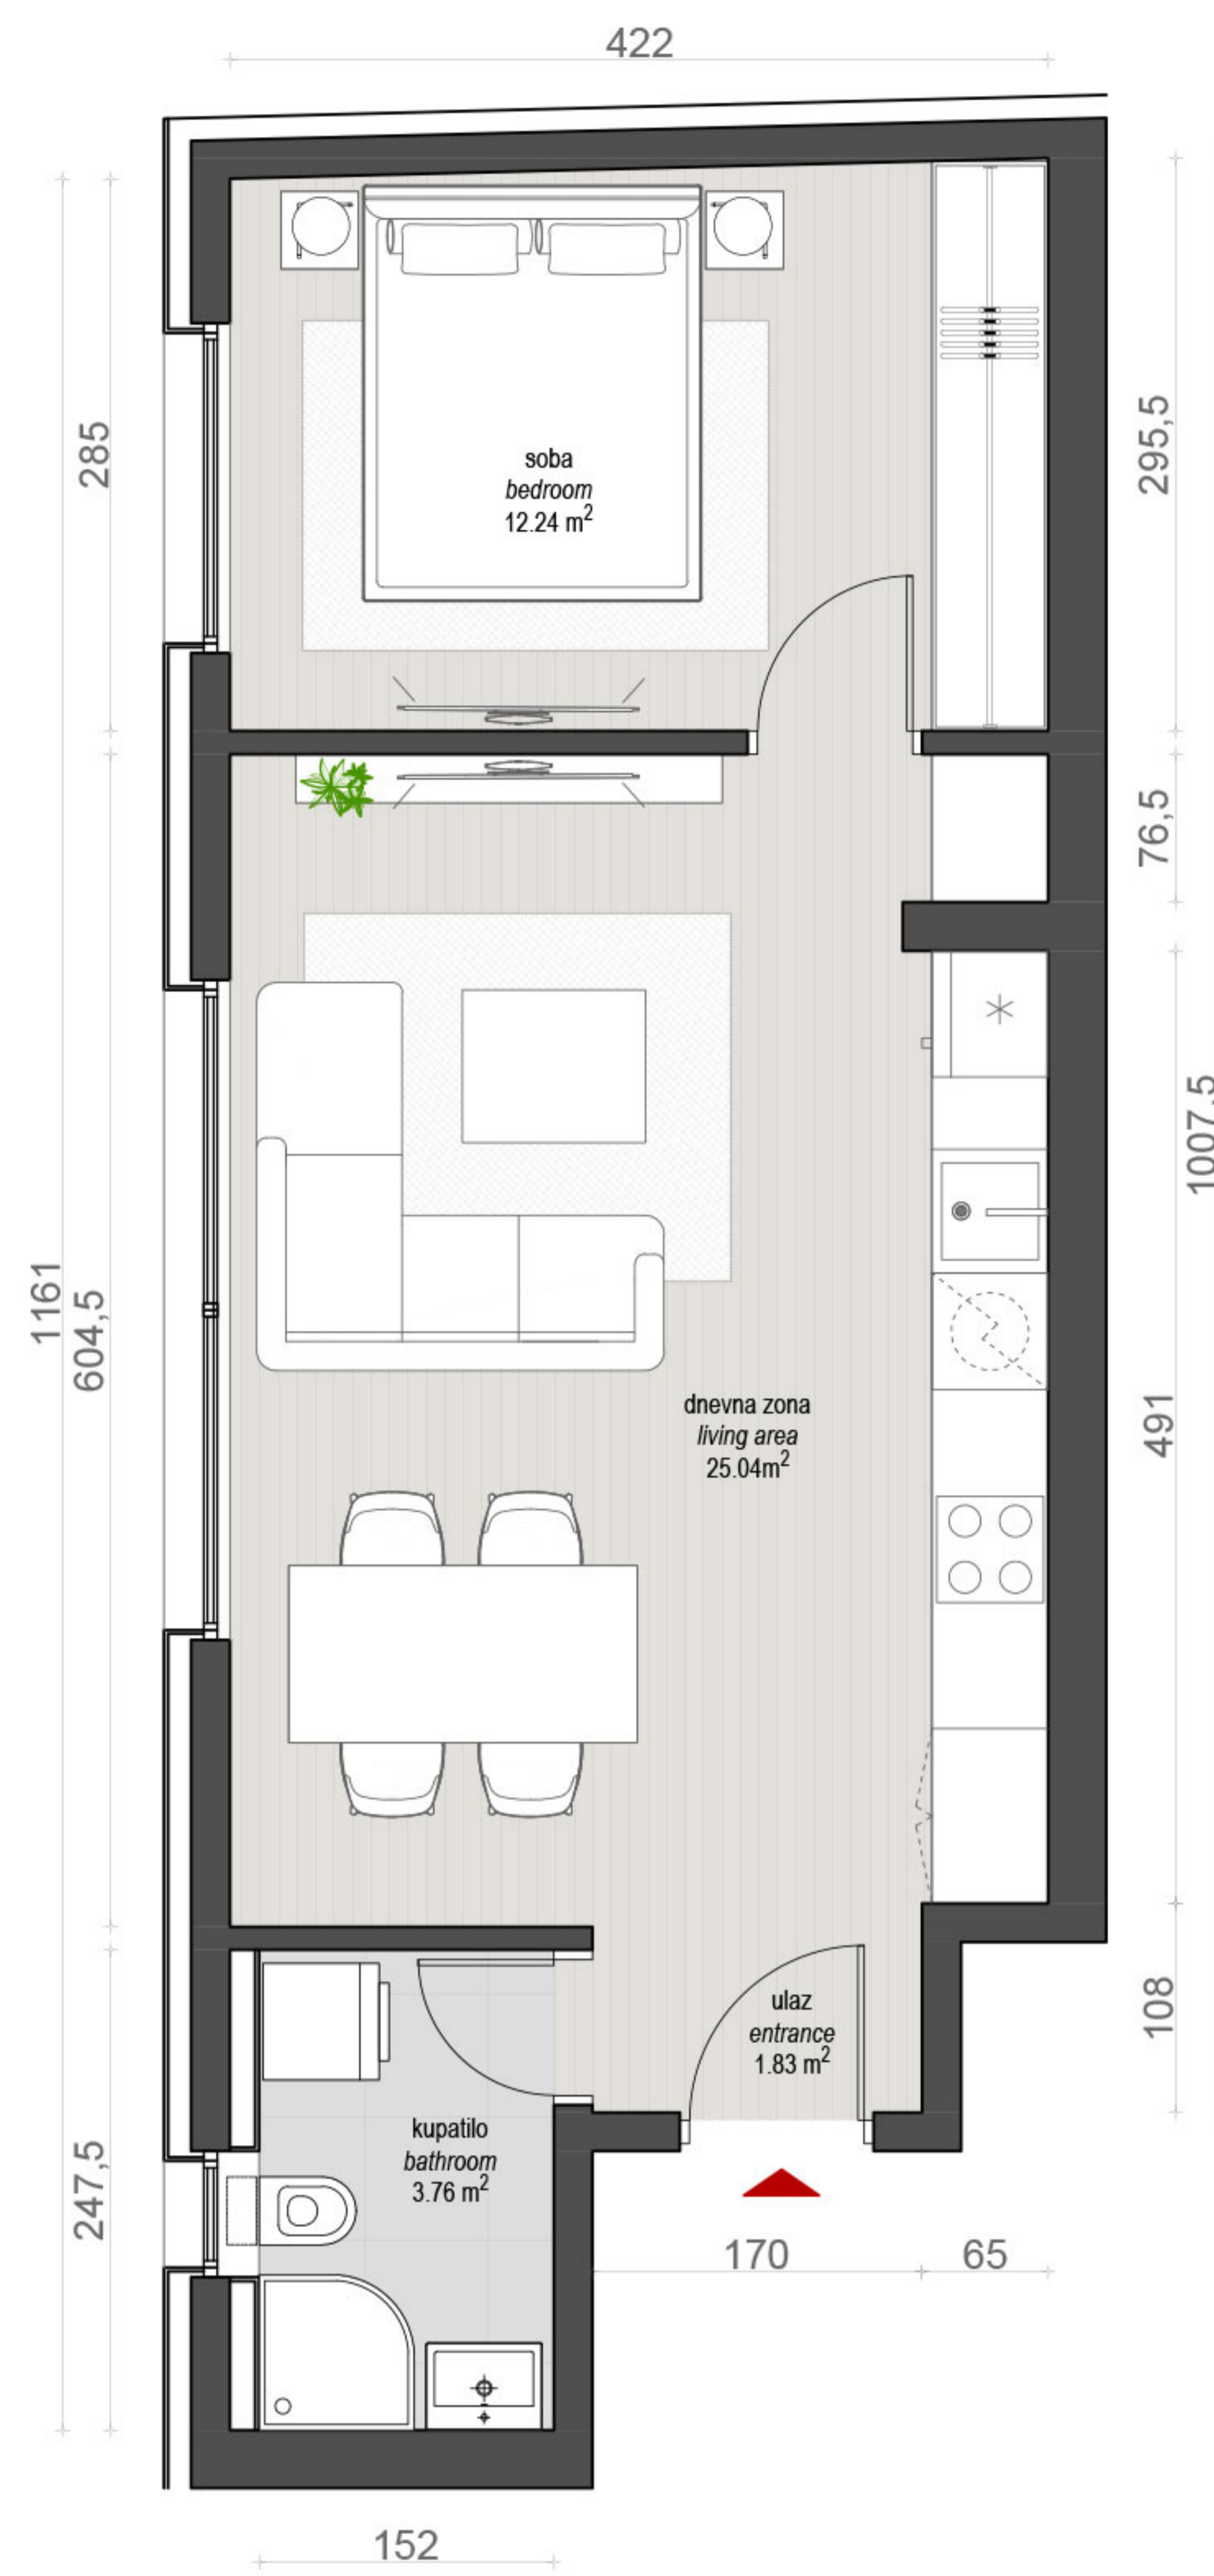 422
285
295,5
soba
bedroom
12.24 m²
76,5
1007,5
1161
604,5
491
dnevna zona
living area
25.04m²
ulaz
entrance
1.83 m²
108
kupatilo
bathroom
3.76 m²
247,5
170
65
152